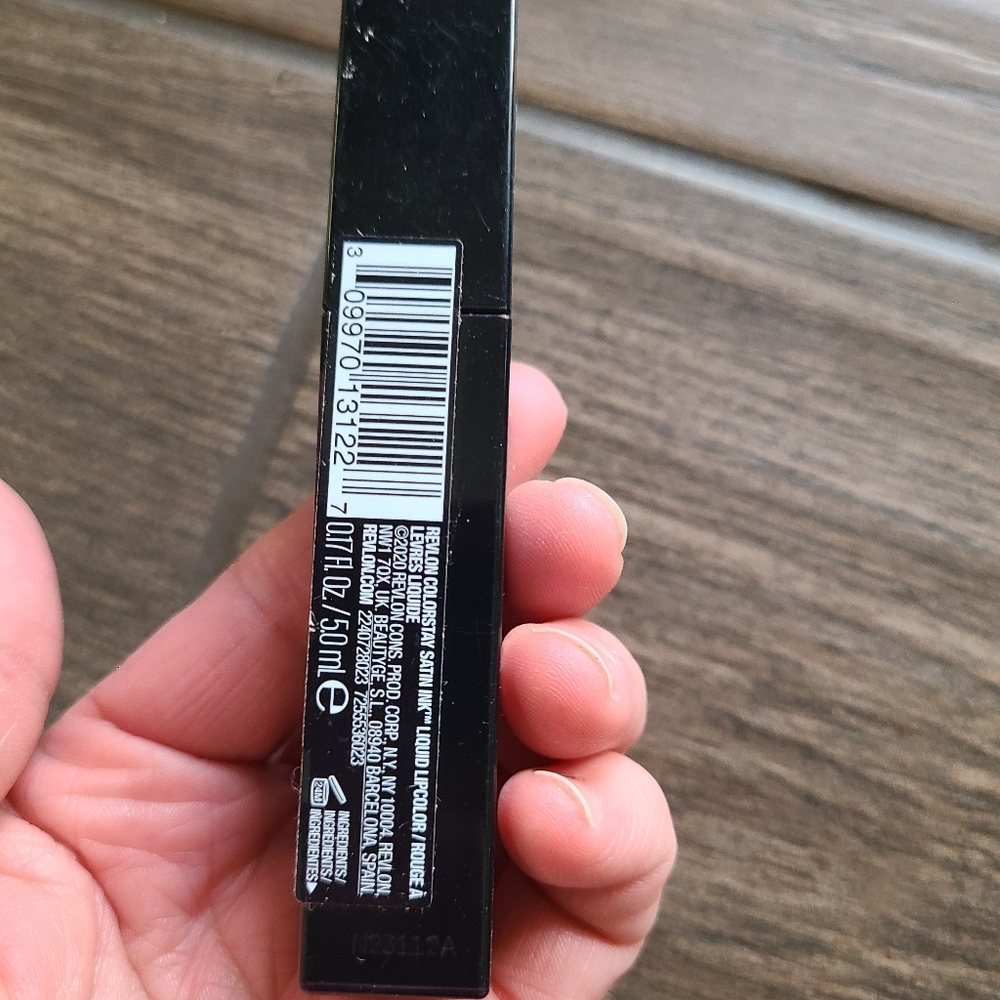 3 09970 13122 7
REVLON COLORSTAY SATIN INK™ LIQUID LIPCOLOR / ROUGE À
LÈVRES LIQUIDE
©2020 REVLON CONS. PROD. CORP., N.Y., NY 10004. REVLON,
NW1 7QX, UK. BEAUTYGE, S.L., 08940 BARCELONA, SPAIN.
REVLON.COM 2240728023 7255536023
0.17 Fl. Oz. / 5.0 ml e
24M
INGREDIENTS/
INGRÉDIENTS/
INGREDIENTES
N23112A